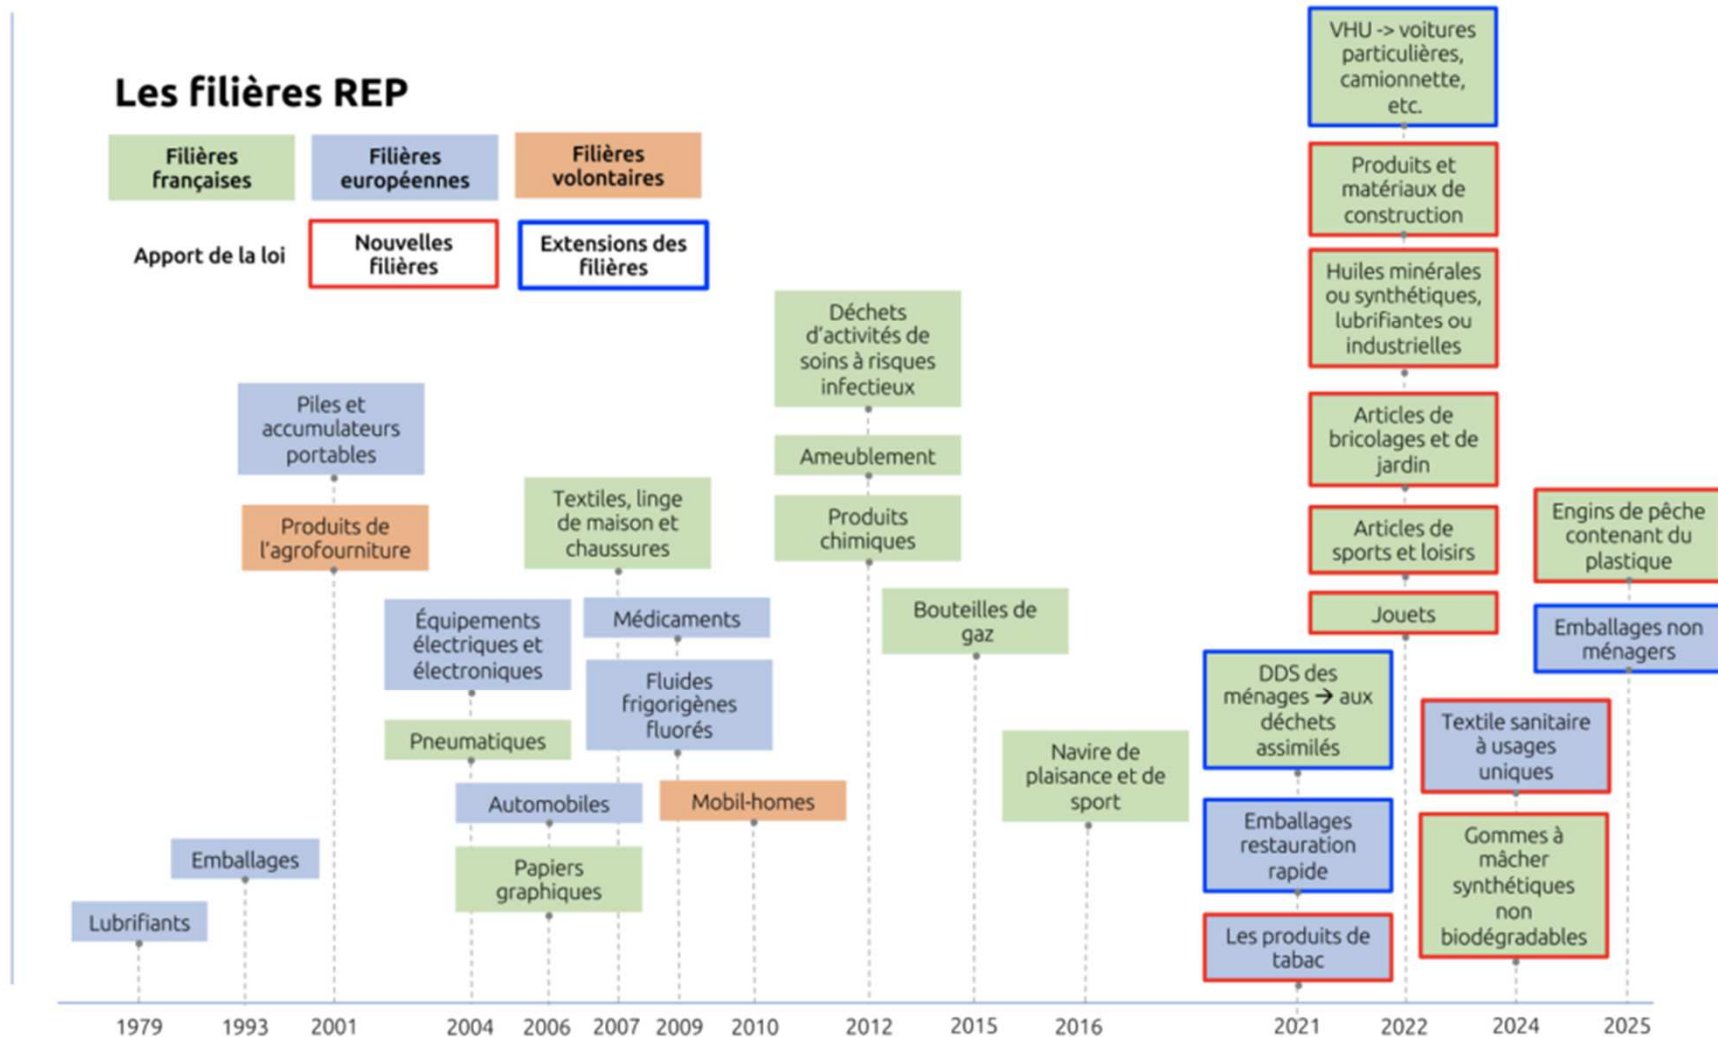 Les filières REP
Filières
françaises
Filières
européennes
Filières
volontaires
Apport de la loi
Nouvelles
filières
Extensions des
filières
Lubrifiants
Emballages
Piles et
accumulateurs
portables
Produits de
l'agrofourniture
Équipements
électriques et
électroniques
Pneumatiques
Automobiles
Papiers
graphiques
Textiles, linge
de maison et
chaussures
Médicaments
Fluides
frigorigènes
fluorés
Mobil-homes
Déchets
d'activités de
soins à risques
infectieux
Ameublement
Produits
chimiques
Bouteilles de
gaz
Navire de
plaisance et de
sport
DDS des
ménages → aux
déchets
assimilés
Emballages
restauration
rapide
Les produits de
tabac
VHU -> voitures
particulières,
camionnette,
etc.
Produits et
matériaux de
construction
Huiles minérales
ou synthétiques,
lubrifiantes ou
industrielles
Articles de
bricolages et de
jardin
Articles de
sports et loisirs
Jouets
Textile sanitaire
à usages
uniques
Gommes à
mâcher
synthétiques
non
biodégradables
Engins de pêche
contenant du
plastique
Emballages non
ménagers
1979 1993 2001 2004 2006 2007 2009 2010 2012 2015 2016 2021 2022 2024 2025